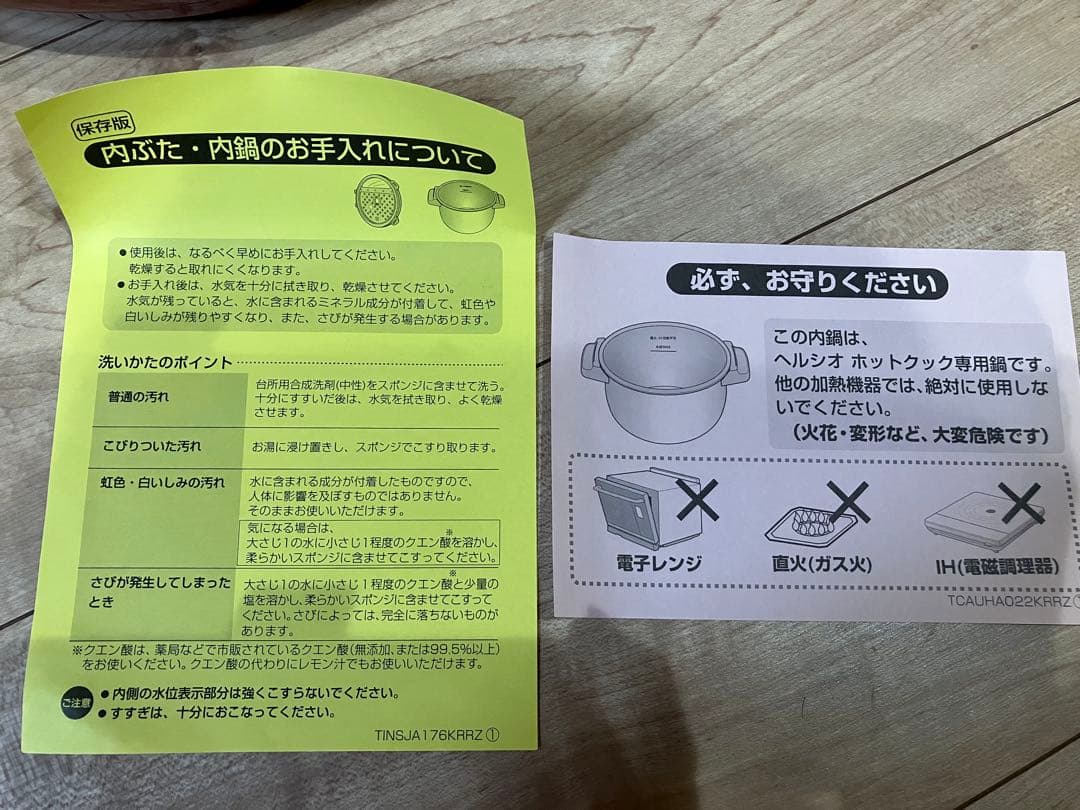 保存版
内ぶた・内鍋のお手入れについて
●使用後は、なるべく早めにお手入れしてください。
乾燥すると取れにくくなります。
●お手入れ後は、水気を十分に拭き取り、乾燥させてください。
水気が残っていると、水に含まれるミネラル成分が付着して、虹色や
白いしみが残りやすくなり、また、さびが発生する場合があります。
洗いかたのポイント
普通の汚れ
台所用合成洗剤(中性)をスポンジに含ませて洗う。
十分にすすいだ後は、水気を拭き取り、よく乾燥
させます。
こびりついた汚れ
お湯に浸け置きし、スポンジでこすり取ります。
虹色・白いしみの汚れ
水に含まれる成分が付着したものですので、
人体に影響を及ぼすものではありません。
そのままお使いいただけます。
気になる場合は、
大さじ1の水に小さじ1程度のクエン酸※を溶かし、
柔らかいスポンジに含ませてこすってください。
さびが発生してしまった
とき
大さじ1の水に小さじ1程度のクエン酸※と少量の
塩を溶かし、柔らかいスポンジに含ませてこすって
ください。さびによっては、完全に落ちないものが
あります。
※クエン酸は、薬局などで市販されているクエン酸(無添加、または99.5%以上)
をお使いください。クエン酸の代わりにレモン汁でもお使いいただけます。
ご注意
●内側の水位表示部分は強くこすらないでください。
●すすぎは、十分におこなってください。
TINSJA176KRRZ①
必ず、お守りください
この内鍋は、
ヘルシオ ホットクック専用鍋です。
他の加熱機器では、絶対に使用しな
いでください。
(火花・変形など、大変危険です)
電子レンジ
直火(ガス火)
IH(電磁調理器)
TCAUHA022KRRZ①